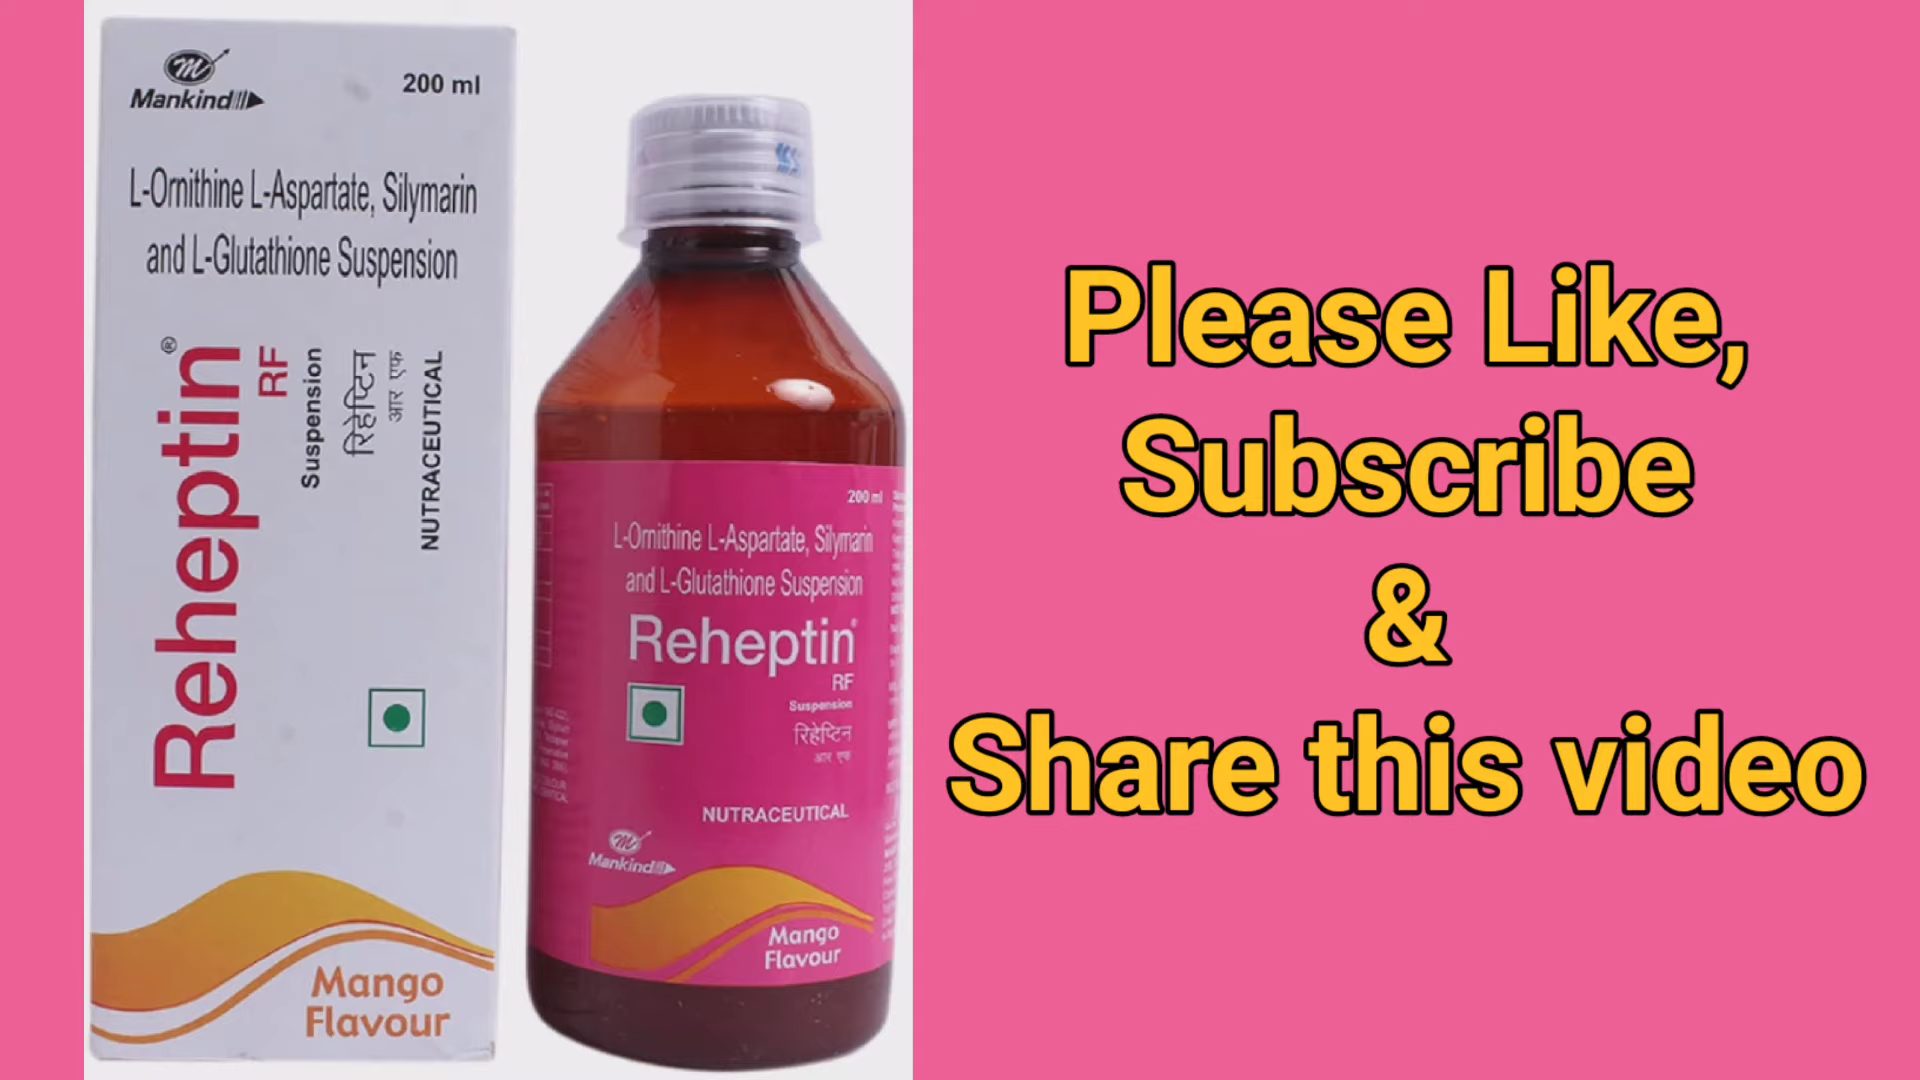 Mankind
200 ml
L-Ornithine L-Aspartate, Silymarin
and L-Glutathione Suspension
Reheptin®
RF
Suspension
रिहेप्टिन
आर एफ
NUTRACEUTICAL
Mango
Flavour
200 ml
L-Ornithine L-Aspartate, Silymarin
and L-Glutathione Suspension
Reheptin®
RF
Suspension
रिहेप्टिन
आर एफ
NUTRACEUTICAL
Mankind
Mango
Flavour
Please Like,
Subscribe
&
Share this video